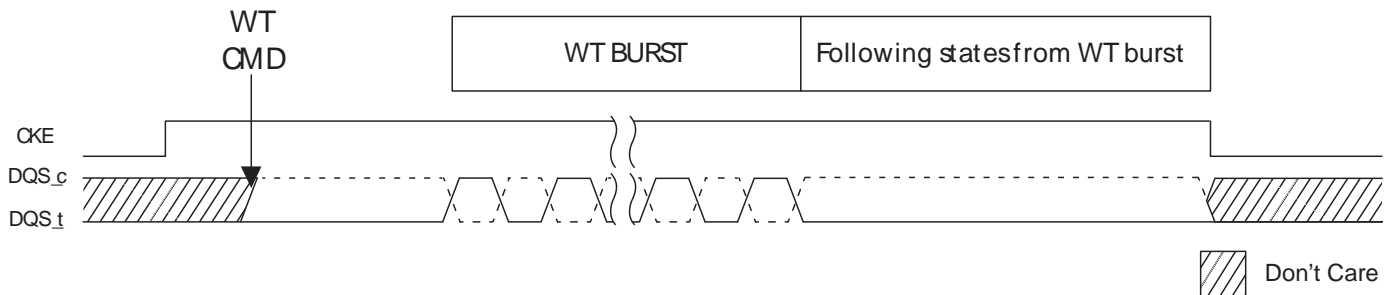 WT
CMD
WT BURST
Following states from WT burst
CKE
DQS_c
DQS_t
Don't Care